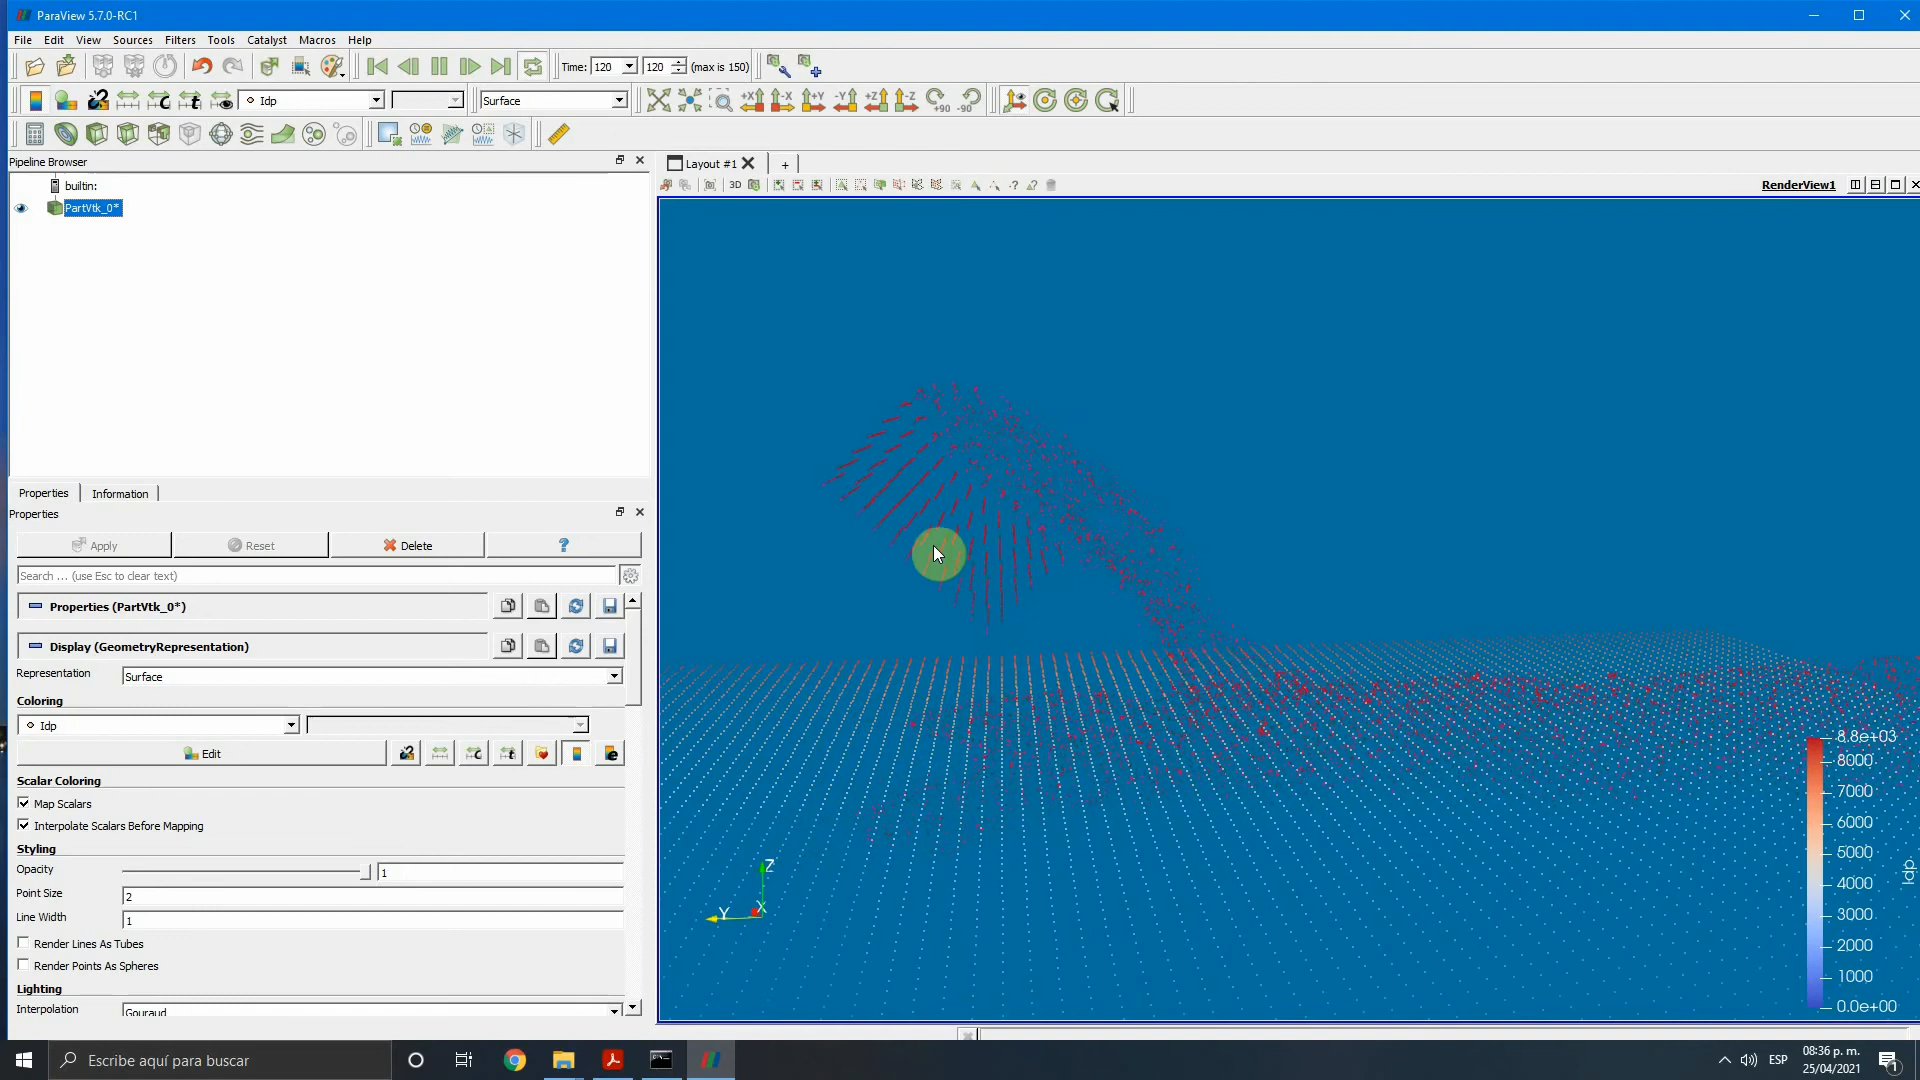 ParaView 5.7.0-RC1
File Edit View Sources Filters Tools Catalyst Macros Help
Time: 120 120 (max is 150)
Idp Surface +X -X +Y -Y +Z -Z +90 -90
Pipeline Browser
Layout #1 +
builtin:
3D RenderView1
PartVtk_0*
Properties Information
Properties
Apply Reset Delete ?
Search ... (use Esc to clear text)
Properties (PartVtk_0*)
Display (GeometryRepresentation)
Representation Surface
Coloring
Idp
Edit
Scalar Coloring
Map Scalars
Interpolate Scalars Before Mapping
Styling
Opacity 1
Point Size 2
Line Width 1
Render Lines As Tubes
Render Points As Spheres
Lighting
Interpolation Gouraud
Z
Y X
8.8e+03
8000
7000
6000
5000
4000
3000
2000
1000
0.0e+00
Idp
Escribe aquí para buscar
ESP
08:36 p. m.
25/04/2021
1